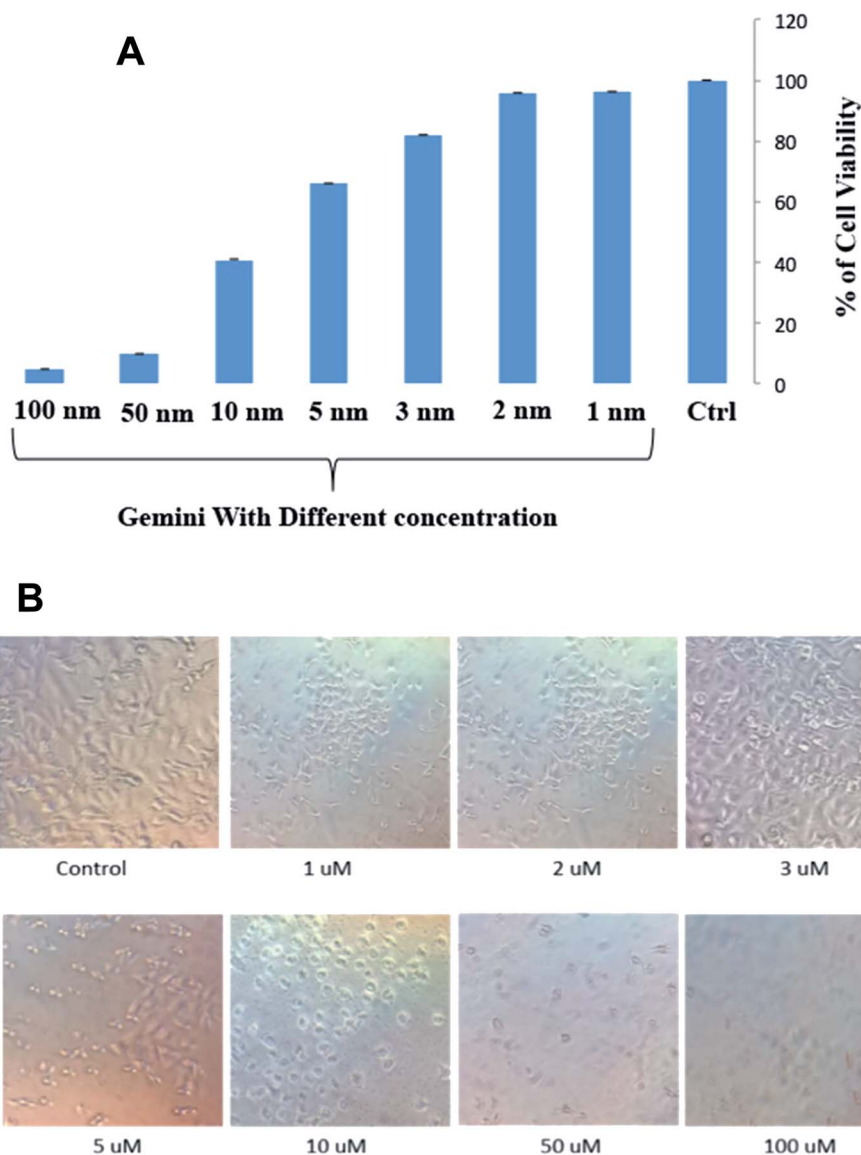 A
120
100
80
60
40
20
0
% of Cell Viability
100 nm 50 nm 10 nm 5 nm 3 nm 2 nm 1 nm Ctrl
Gemini With Different concentration
B
Control 1 uM 2 uM 3 uM
5 uM 10 uM 50 uM 100 uM